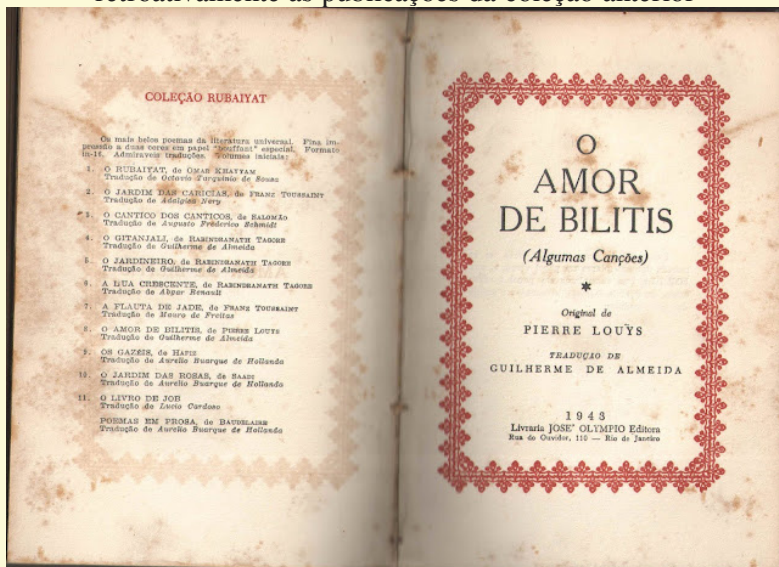 retroativamente às publicações da coleção anterior
COLEÇÃO RUBAIYAT
Os mais belos poemas da literatura universal. Fina im-
pressão a duas cores em papel "bouffant" especial. Formato
in-16. Admiraveis traduções. Volumes iniciais:
1. O RUBAIYAT, de OMAR KHAYYAM
Tradução de Octavio Tarquinio de Sousa
2. O JARDIM DAS CARICIAS, de FRANZ TOUSSAINT
Tradução de Adalgisa Nery
3. O CANTICO DOS CANTICOS, de SALOMÃO
Tradução de Augusto Frederico Schmidt
4. O GITANJALI, de RABINDRANATH TAGORE
Tradução de Guilherme de Almeida
5. O JARDINEIRO, de RABINDRANATH TAGORE
Tradução de Guilherme de Almeida
6. A LUA CRESCENTE, de RABINDRANATH TAGORE
Tradução de Abgar Renault
7. A FLAUTA DE JADE, de FRANZ TOUSSAINT
Tradução de Mauro de Freitas
8. O AMOR DE BILITIS, de PIERRE LOUYS
Tradução de Guilherme de Almeida
9. OS GAZÉIS, de HAFIZ
Tradução de Aurelio Buarque de Hollanda
10. O JARDIM DAS ROSAS, de SAADI
Tradução de Aurelio Buarque de Hollanda
11. O LIVRO DE JOB
Tradução de Lucio Cardoso
POEMAS EM PROSA, de BAUDELAIRE
Tradução de Aurelio Buarque de Hollanda
O
AMOR
DE BILITIS
(Algumas Canções)
*
Original de
PIERRE LOUŸS
TRADUÇÃO DE
GUILHERME DE ALMEIDA
1943
Livraria JOSÉ OLYMPIO Editora
Rua do Ouvidor, 110 — Rio de Janeiro